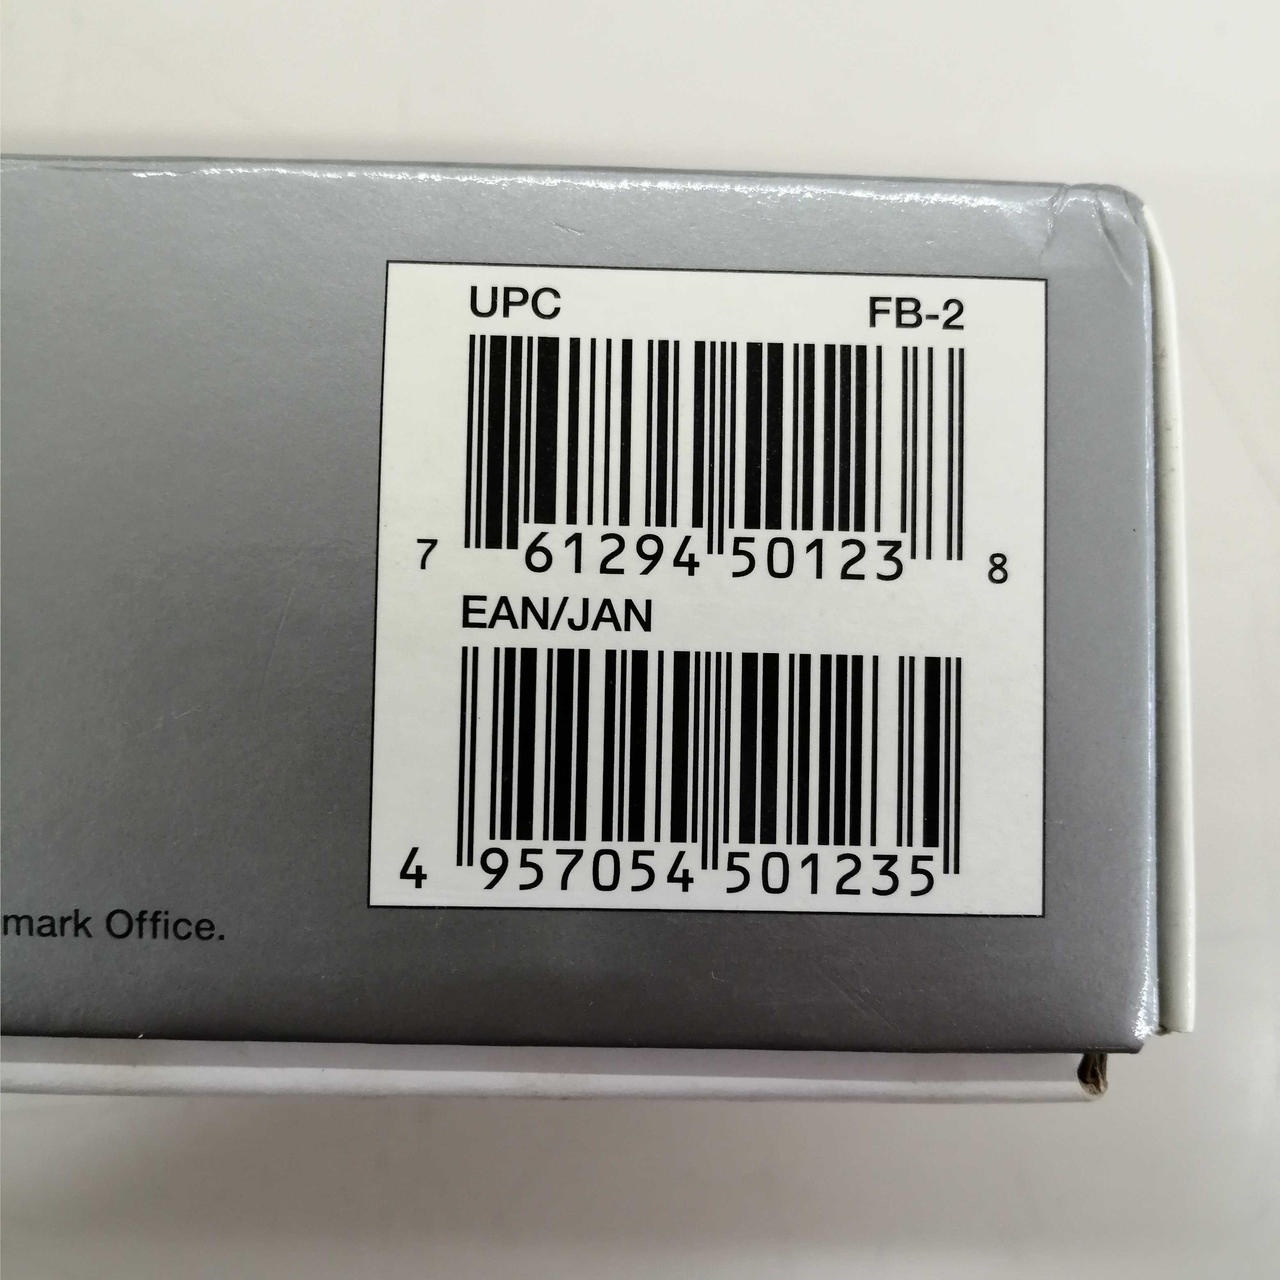 UPC FB-2
7 61294 50123 8
EAN/JAN
4 957054 501235
mark Office.